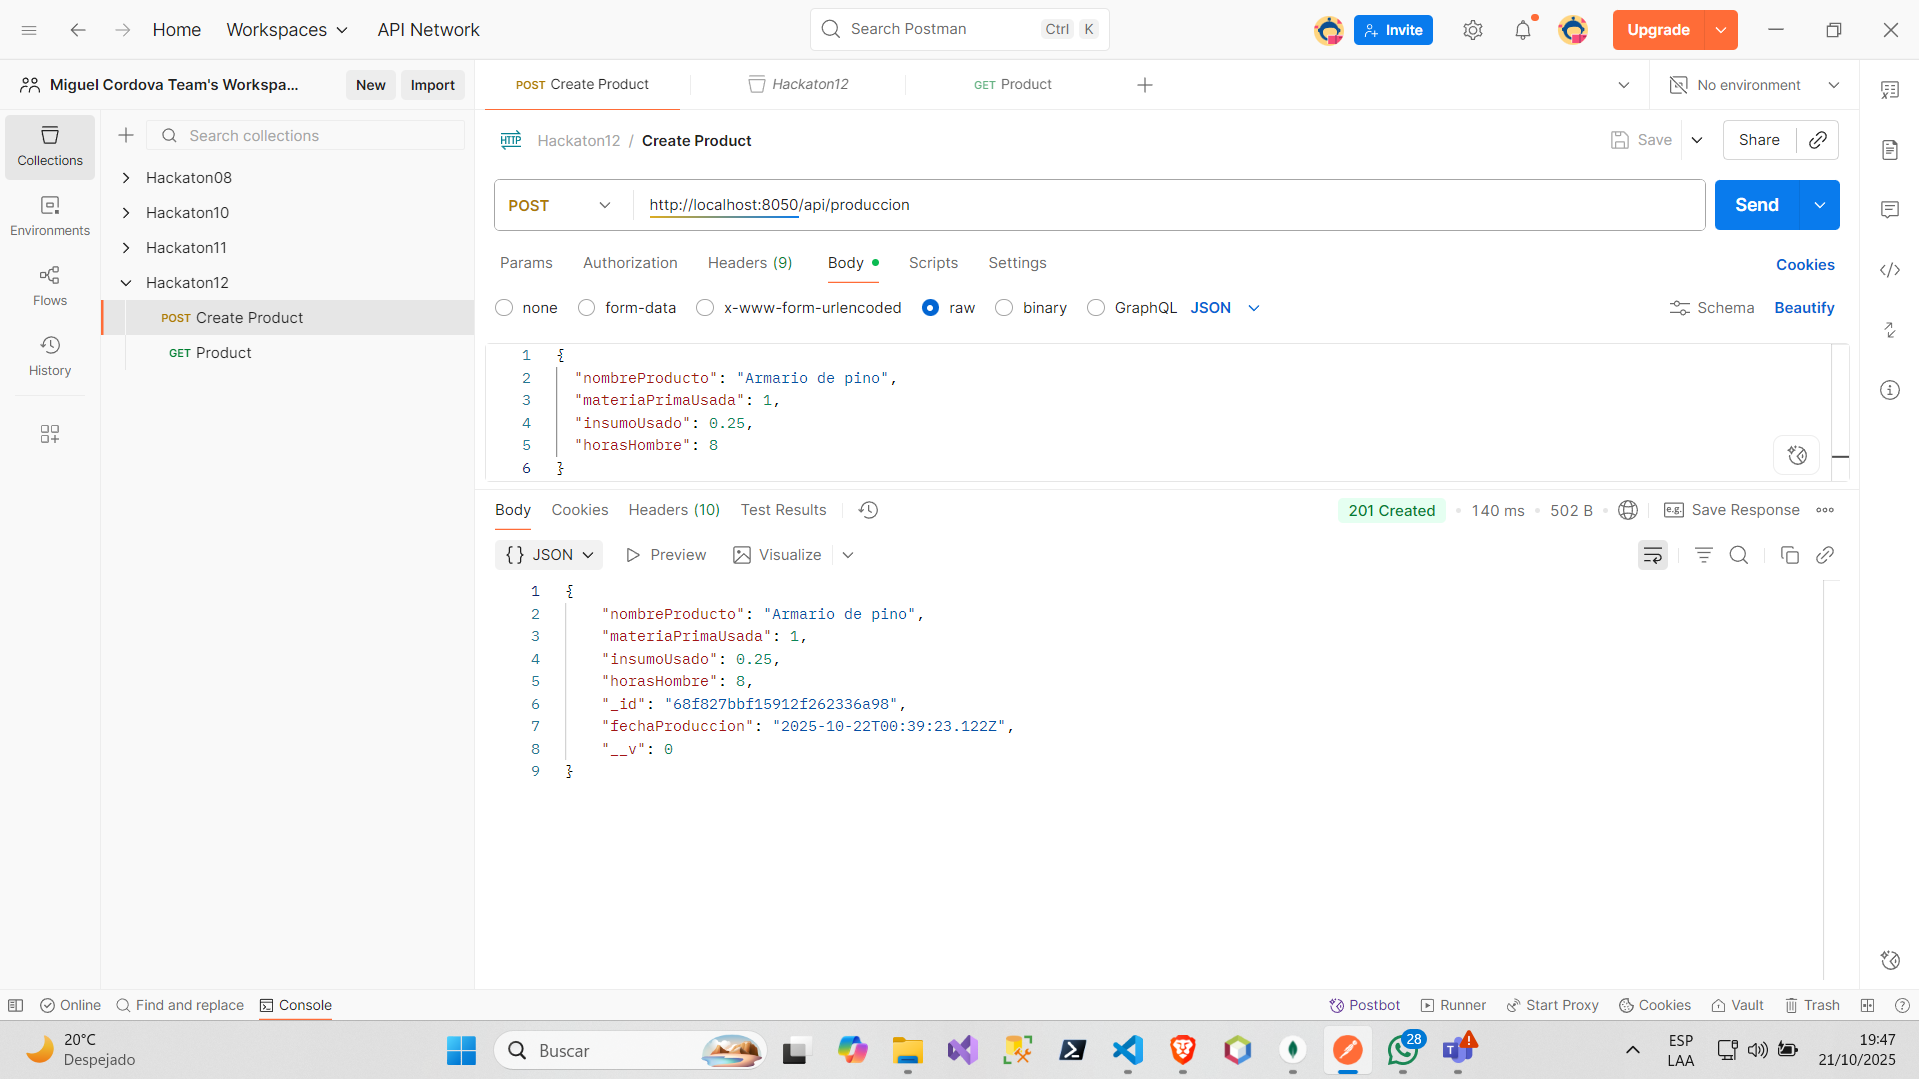 Home
Workspaces
API Network
Search Postman
Ctrl K
Invite
Upgrade
Miguel Cordova Team's Workspa...
New
Import
POST Create Product
Hackaton12
GET Product
No environment
Collections
Environments
Flows
History
Search collections
Hackaton08
Hackaton10
Hackaton11
Hackaton12
POST Create Product
GET Product
HTTP Hackaton12 / Create Product
Save
Share
POST
http://localhost:8050/api/produccion
Send
Params
Authorization
Headers (9)
Body
Scripts
Settings
Cookies
none
form-data
x-www-form-urlencoded
raw
binary
GraphQL
JSON
Schema
Beautify
1 {
2 "nombreProducto": "Armario de pino",
3 "materiaPrimaUsada": 1,
4 "insumoUsado": 0.25,
5 "horasHombre": 8
6 }
Body
Cookies
Headers (10)
Test Results
201 Created
140 ms
502 B
e.g. Save Response
{} JSON
Preview
Visualize
1 {
2 "nombreProducto": "Armario de pino",
3 "materiaPrimaUsada": 1,
4 "insumoUsado": 0.25,
5 "horasHombre": 8,
6 "_id": "68f827bbf15912f262336a98",
7 "fechaProduccion": "2025-10-22T00:39:23.122Z",
8 "__v": 0
9 }
Online
Find and replace
Console
Postbot
Runner
Start Proxy
Cookies
Vault
Trash
20°C
Despejado
Buscar
28
ESP
LAA
19:47
21/10/2025